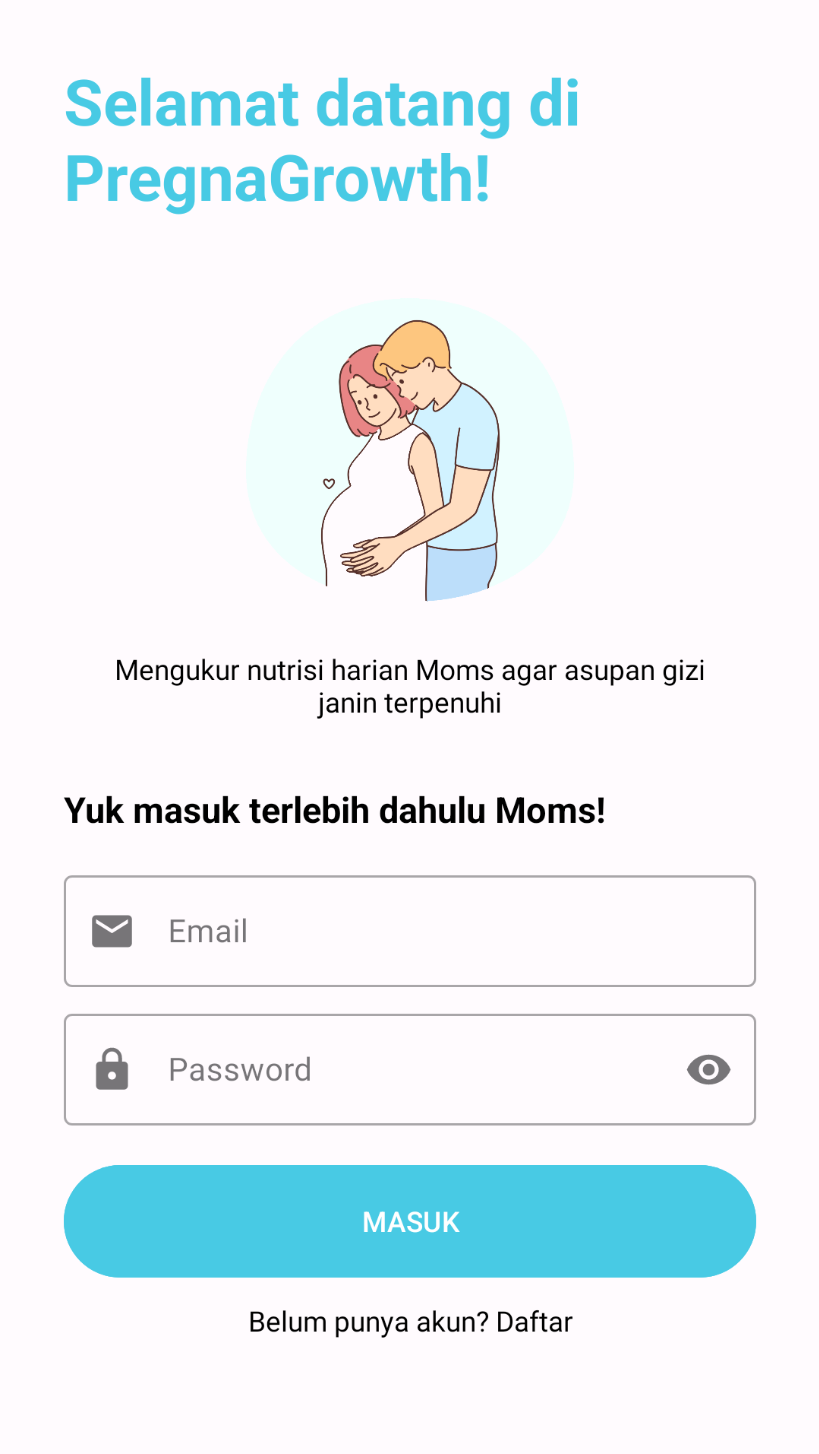 Selamat datang di
PregnaGrowth!
Mengukur nutrisi harian Moms agar asupan gizi
janin terpenuhi
Yuk masuk terlebih dahulu Moms!
Email
Password
MASUK
Belum punya akun? Daftar